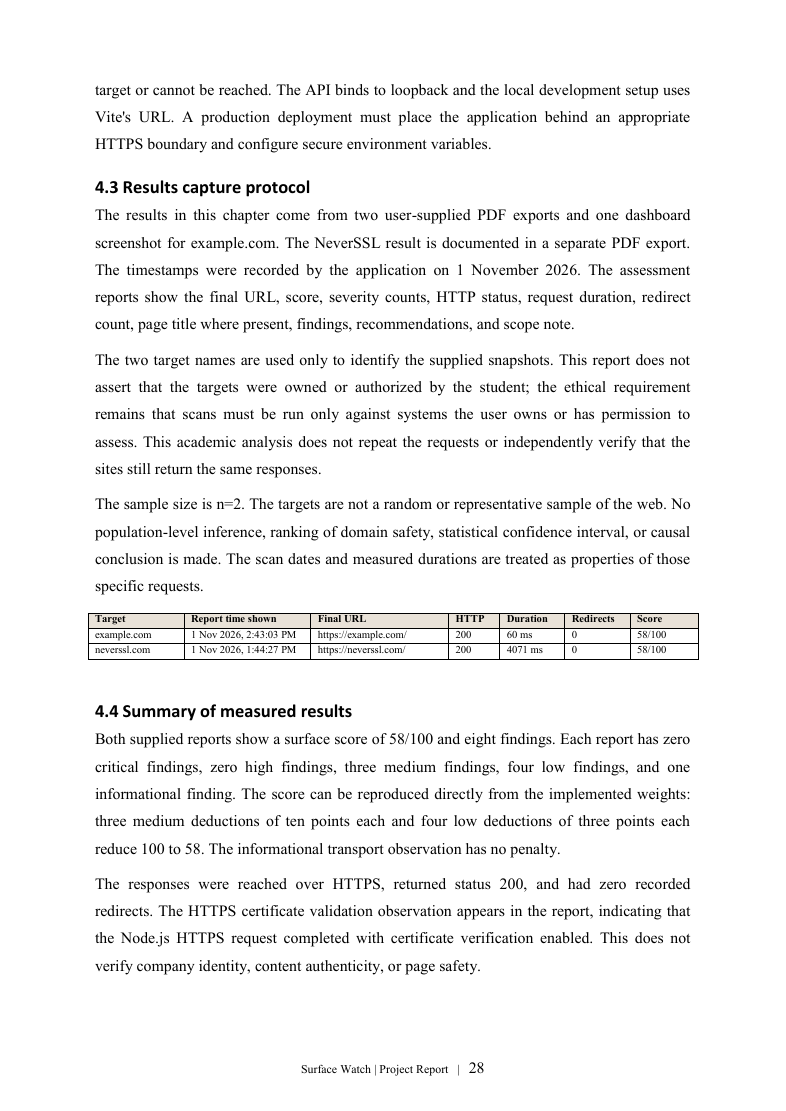 target or cannot be reached. The API binds to loopback and the local development setup uses
Vite's URL. A production deployment must place the application behind an appropriate
HTTPS boundary and configure secure environment variables.
4.3 Results capture protocol
The results in this chapter come from two user-supplied PDF exports and one dashboard
screenshot for example.com. The NeverSSL result is documented in a separate PDF export.
The timestamps were recorded by the application on 1 November 2026. The assessment
reports show the final URL, score, severity counts, HTTP status, request duration, redirect
count, page title where present, findings, recommendations, and scope note.
The two target names are used only to identify the supplied snapshots. This report does not
assert that the targets were owned or authorized by the student; the ethical requirement
remains that scans must be run only against systems the user owns or has permission to
assess. This academic analysis does not repeat the requests or independently verify that the
sites still return the same responses.
The sample size is n=2. The targets are not a random or representative sample of the web. No
population-level inference, ranking of domain safety, statistical confidence interval, or causal
conclusion is made. The scan dates and measured durations are treated as properties of those
specific requests.
Target Report time shown Final URL HTTP Duration Redirects Score
example.com 1 Nov 2026, 2:43:03 PM https://example.com/ 200 60 ms 0 58/100
neverssl.com 1 Nov 2026, 1:44:27 PM https://neverssl.com/ 200 4071 ms 0 58/100
4.4 Summary of measured results
Both supplied reports show a surface score of 58/100 and eight findings. Each report has zero
critical findings, zero high findings, three medium findings, four low findings, and one
informational finding. The score can be reproduced directly from the implemented weights:
three medium deductions of ten points each and four low deductions of three points each
reduce 100 to 58. The informational transport observation has no penalty.
The responses were reached over HTTPS, returned status 200, and had zero recorded
redirects. The HTTPS certificate validation observation appears in the report, indicating that
the Node.js HTTPS request completed with certificate verification enabled. This does not
verify company identity, content authenticity, or page safety.
Surface Watch | Project Report | 28